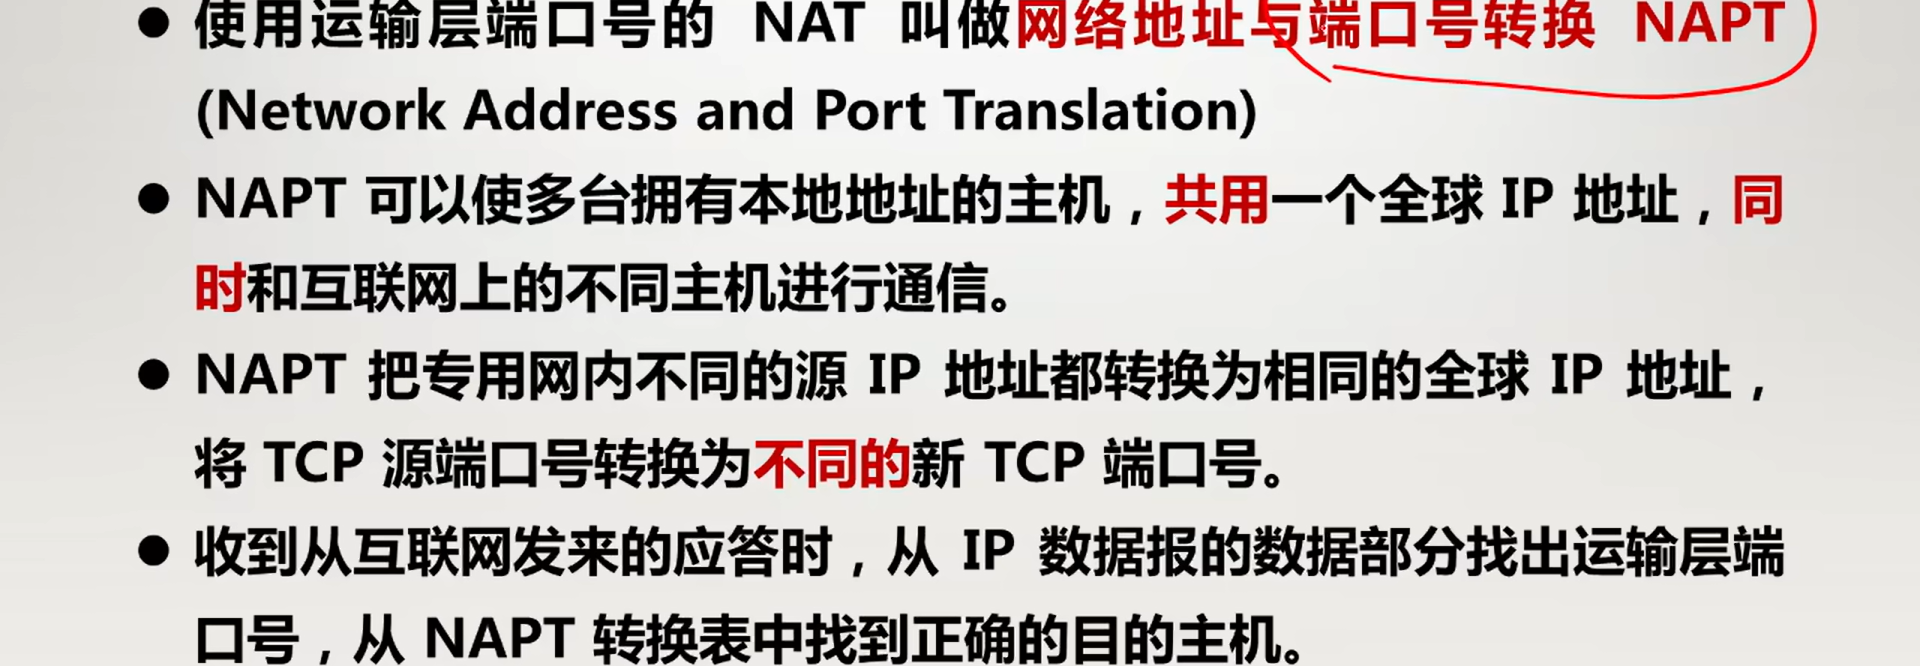 ● 使用运输层端口号的 NAT 叫做网络地址与端口号转换 NAPT
(Network Address and Port Translation)
● NAPT 可以使多台拥有本地地址的主机，共用一个全球 IP 地址，同
时和互联网上的不同主机进行通信。
● NAPT 把专用网内不同的源 IP 地址都转换为相同的全球 IP 地址，
将 TCP 源端口号转换为不同的新 TCP 端口号。
● 收到从互联网发来的应答时，从 IP 数据报的数据部分找出运输层端
口号，从 NAPT 转换表中找到正确的目的主机。